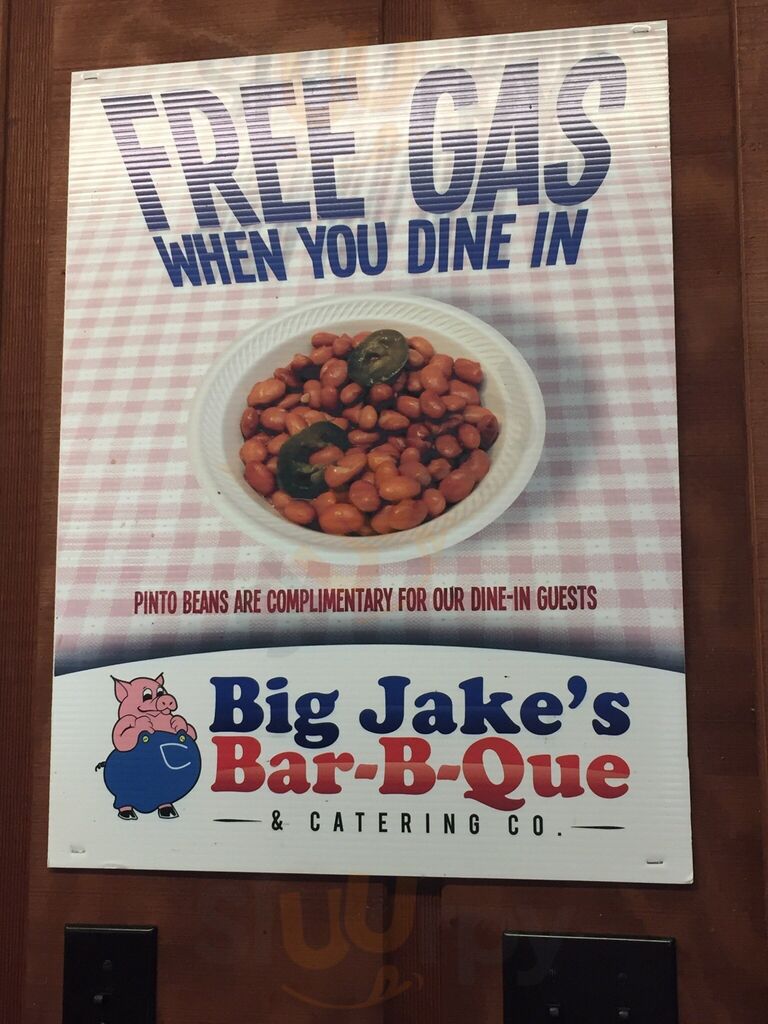 FREE GAS
WHEN YOU DINE IN
PINTO BEANS ARE COMPLIMENTARY FOR OUR DINE-IN GUESTS
Big Jake's
Bar-B-Que
& CATERING CO.
sluurpy